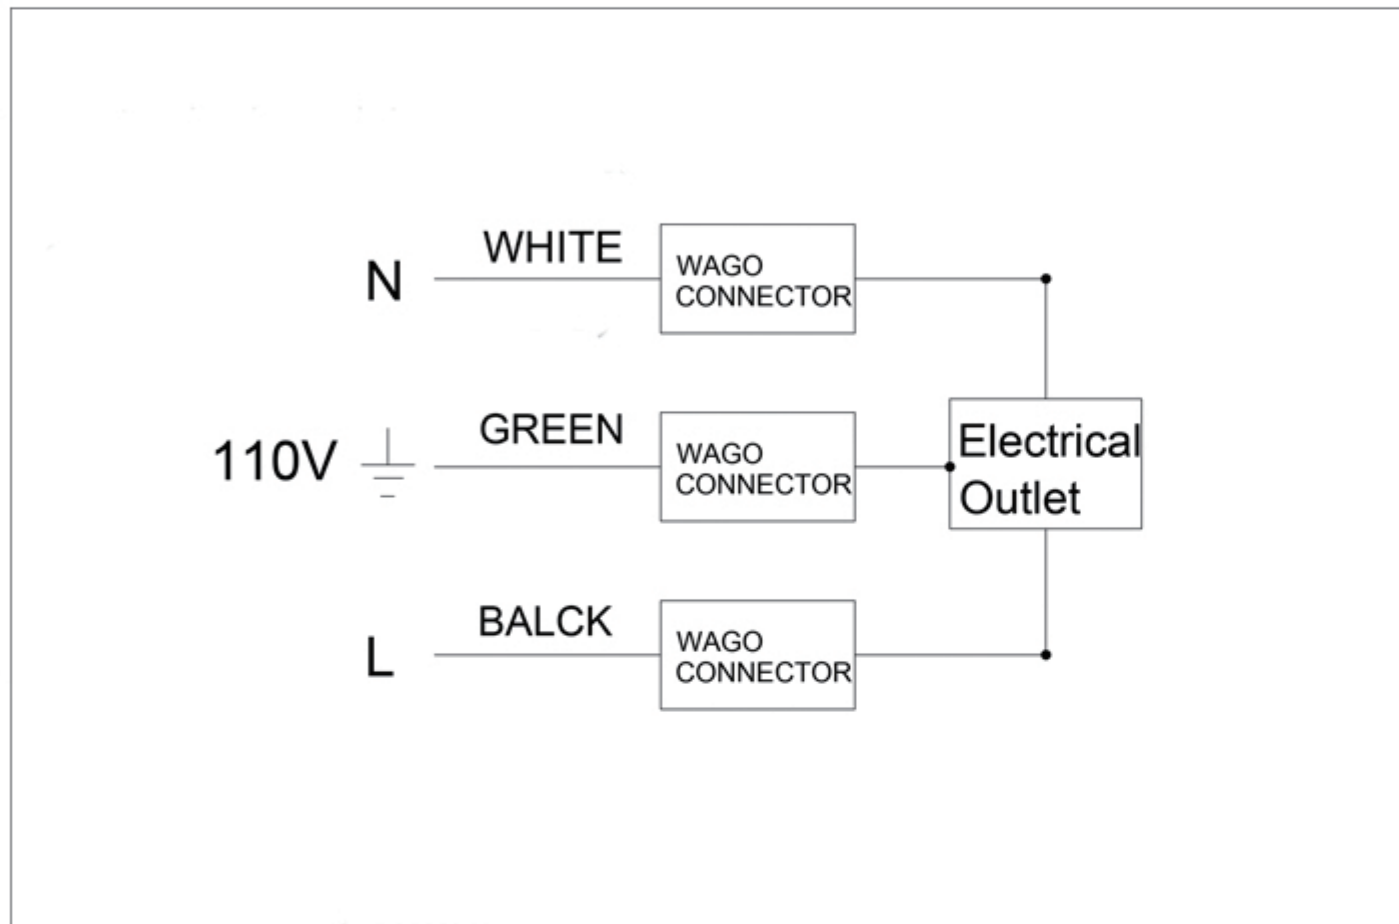 WHITE
N
WAGO
CONNECTOR
GREEN
110V
WAGO
CONNECTOR
Electrical
Outlet
BALCK
L
WAGO
CONNECTOR